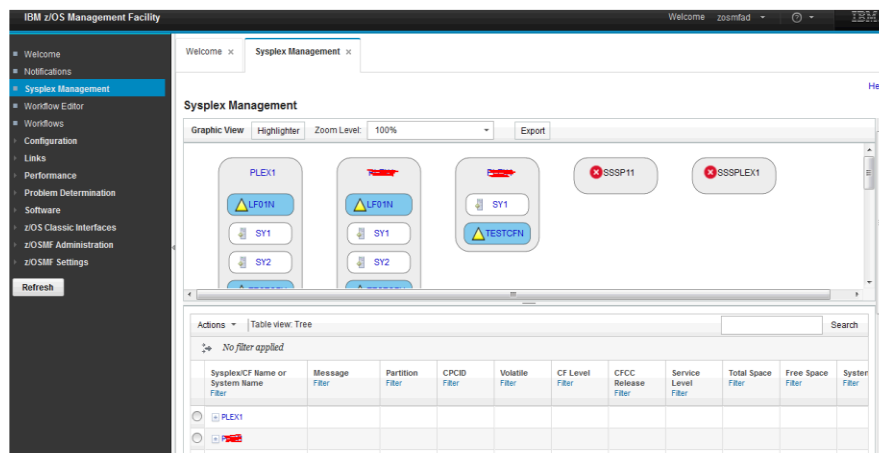 IBM z/OS Management Facility
Welcome zosmfad
IBM
Welcome
Notifications
Sysplex Management
Workflow Editor
Workflows
Configuration
Links
Performance
Problem Determination
Software
z/OS Classic Interfaces
z/OSMF Administration
z/OSMF Settings
Refresh
Welcome × Sysplex Management ×
He
Sysplex Management
Graphic View Highlighter Zoom Level: 100% Export
PLEX1
LF01N
SY1
SY2
LF01N
SY1
SY2
SY1
TESTCFN
SSSP11
SSSPLEX1
Actions Table view: Tree Search
No filter applied
Sysplex/CF Name or System Name Filter
Message Filter
Partition Filter
CPCID Filter
Volatile Filter
CF Level Filter
CFCC Release Filter
Service Level Filter
Total Space Filter
Free Space Filter
System Filter
PLEX1